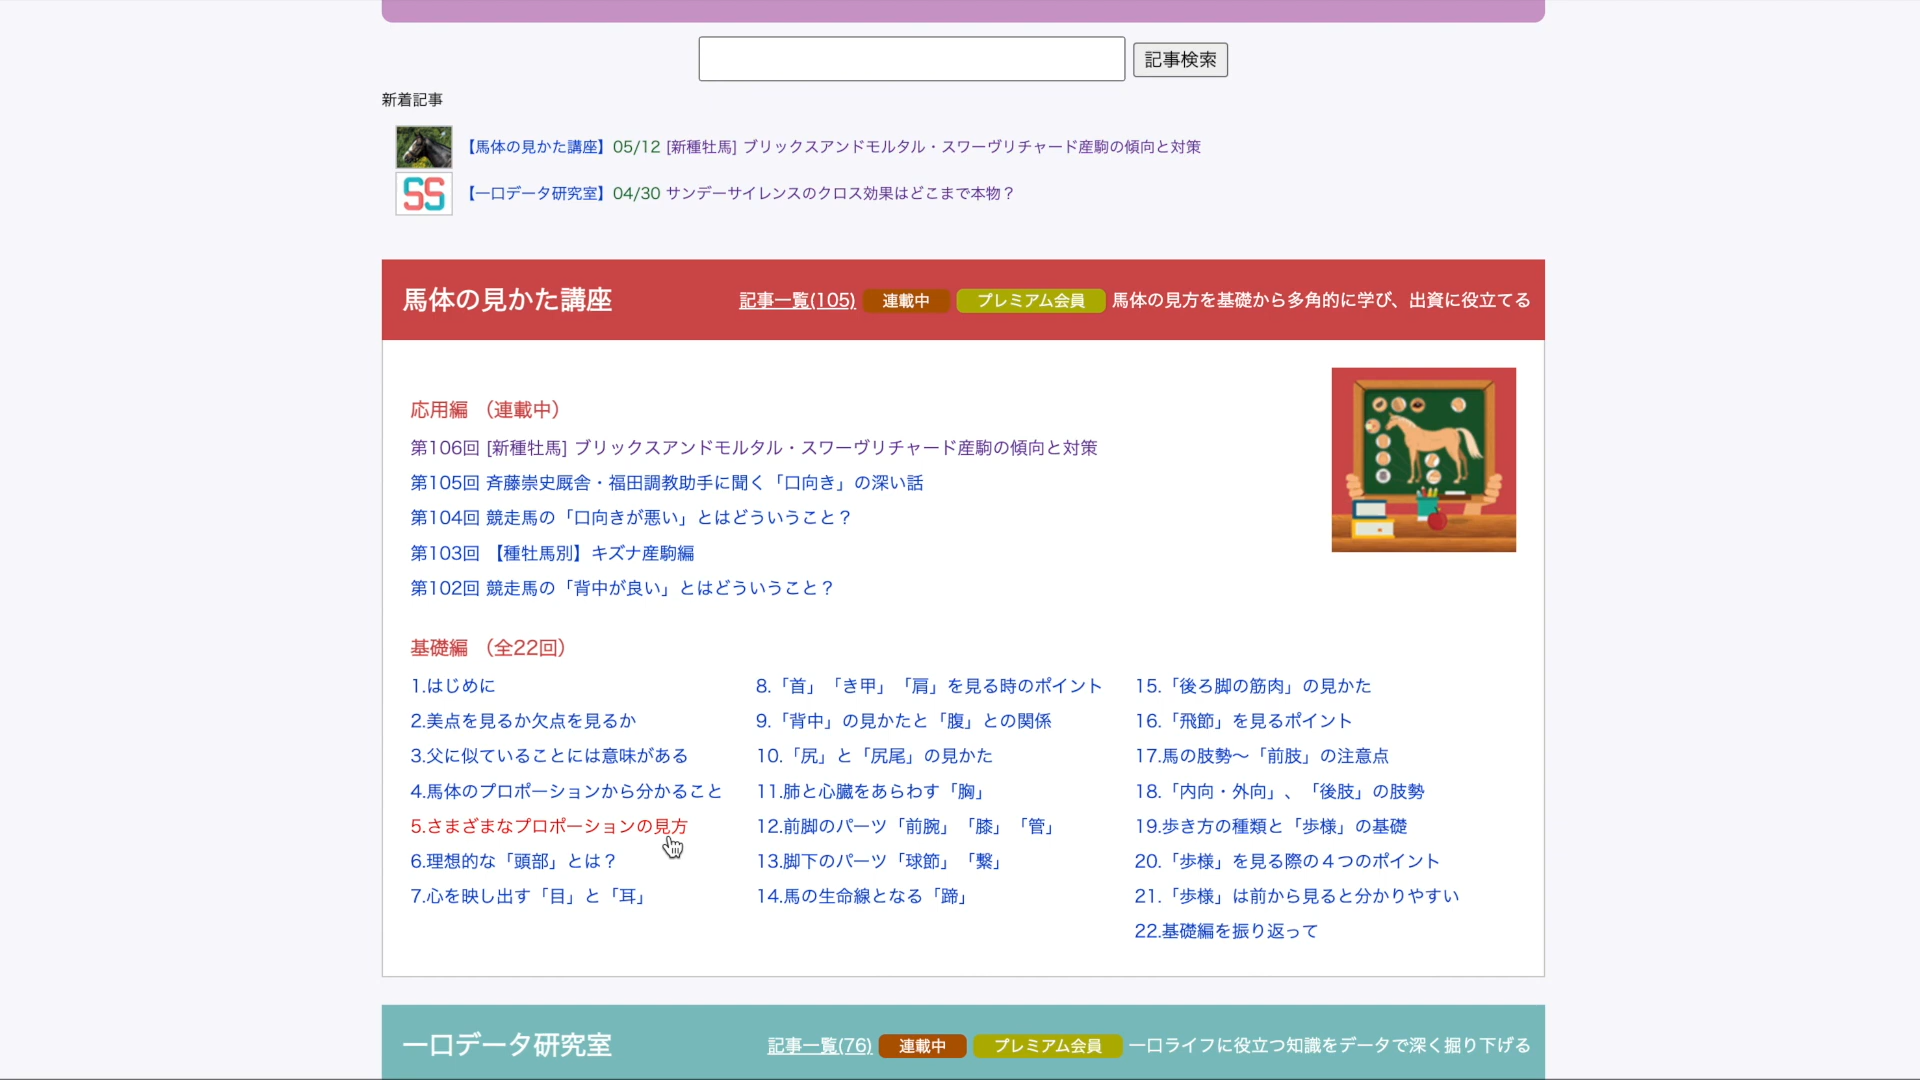 記事検索
新着記事
【馬体の見かた講座】05/12 [新種牡馬] ブリックスアンドモルタル・スワーヴリチャード産駒の傾向と対策
SS
【一口データ研究室】04/30 サンデーサイレンスのクロス効果はどこまで本物？
馬体の見かた講座 記事一覧(105) 連載中 プレミアム会員 馬体の見方を基礎から多角的に学び、出資に役立てる
応用編 （連載中）
第106回 [新種牡馬] ブリックスアンドモルタル・スワーヴリチャード産駒の傾向と対策
第105回 斉藤崇史厩舎・福田調教助手に聞く「口向き」の深い話
第104回 競走馬の「口向きが悪い」とはどういうこと？
第103回 【種牡馬別】キズナ産駒編
第102回 競走馬の「背中が良い」とはどういうこと？
基礎編 （全22回）
1.はじめに
2.美点を見るか欠点を見るか
3.父に似ていることには意味がある
4.馬体のプロポーションから分かること
5.さまざまなプロポーションの見方
6.理想的な「頭部」とは？
7.心を映し出す「目」と「耳」
8.「首」「き甲」「肩」を見る時のポイント
9.「背中」の見かたと「腹」との関係
10.「尻」と「尻尾」の見かた
11.肺と心臓をあらわす「胸」
12.前脚のパーツ「前腕」「膝」「管」
13.脚下のパーツ「球節」「繋」
14.馬の生命線となる「蹄」
15.「後ろ脚の筋肉」の見かた
16.「飛節」を見るポイント
17.馬の肢勢〜「前肢」の注意点
18.「内向・外向」、「後肢」の肢勢
19.歩き方の種類と「歩様」の基礎
20.「歩様」を見る際の４つのポイント
21.「歩様」は前から見ると分かりやすい
22.基礎編を振り返って
一口データ研究室 記事一覧(76) 連載中 プレミアム会員 一口ライフに役立つ知識をデータで深く掘り下げる